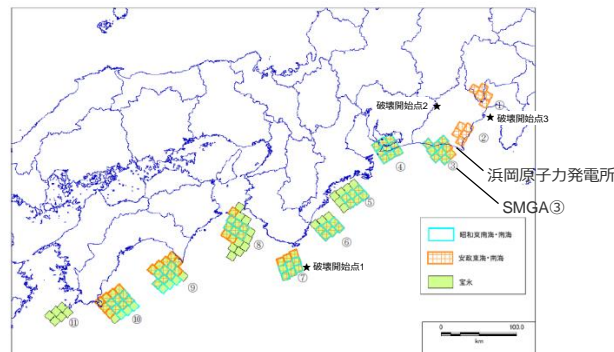 破壊開始点2
①
破壊開始点3
②
浜岡原子力発電所
③
④
SMGA③
⑤
昭和東南海・南海
⑥
⑧
安政東海・南海
破壊開始点1
⑦
⑨
宝永
⑩
⑪
0
100.0
km